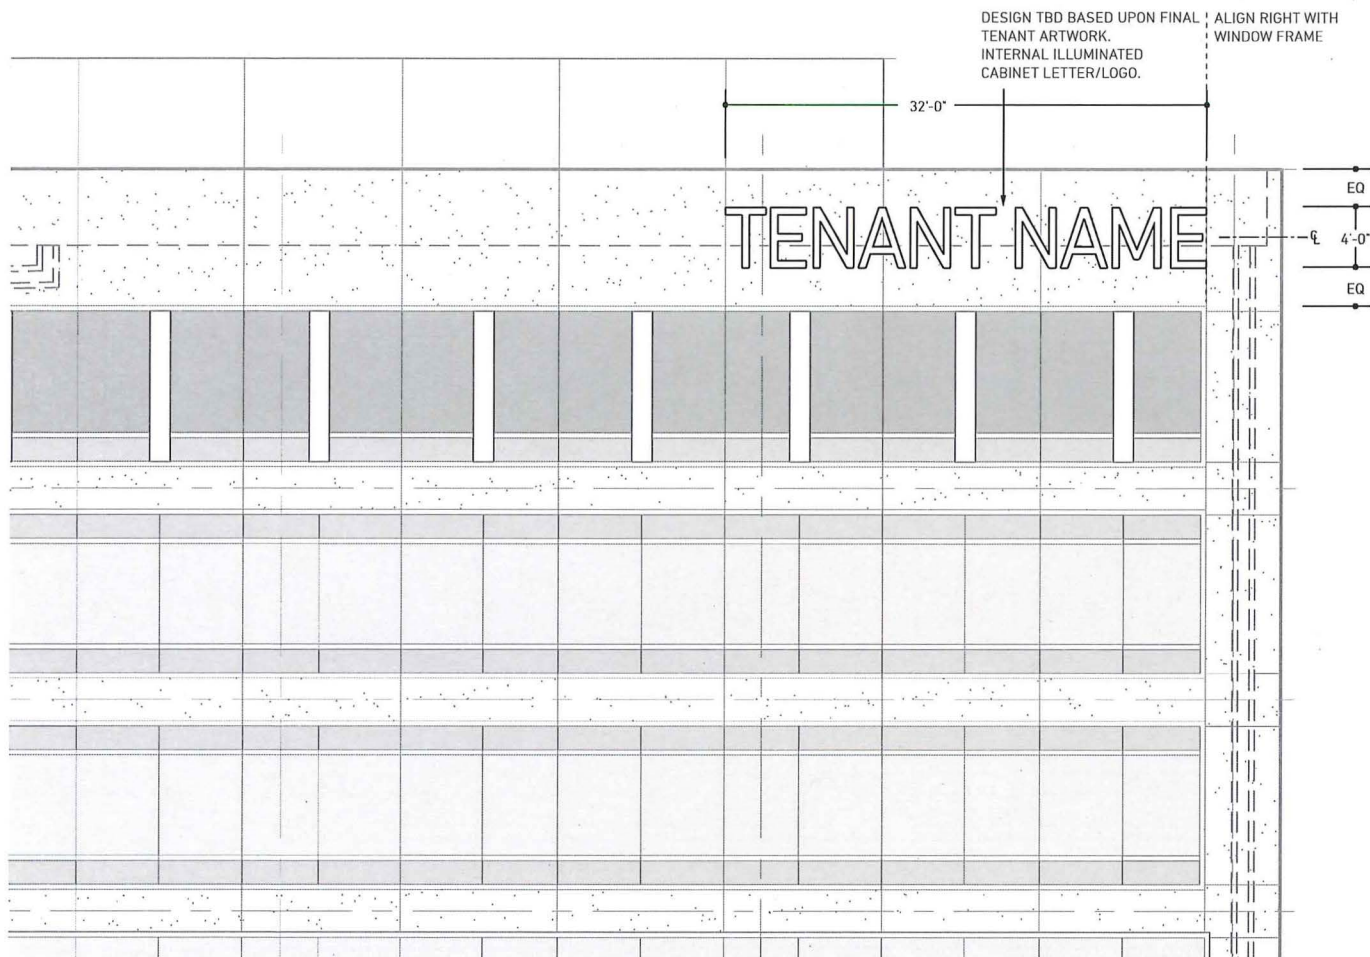 DESIGN TBD BASED UPON FINAL
TENANT ARTWORK.
INTERNAL ILLUMINATED
CABINET LETTER/LOGO.
ALIGN RIGHT WITH
WINDOW FRAME
32'-0"
EQ
TENANT NAME
℄ 4'-0"
EQ